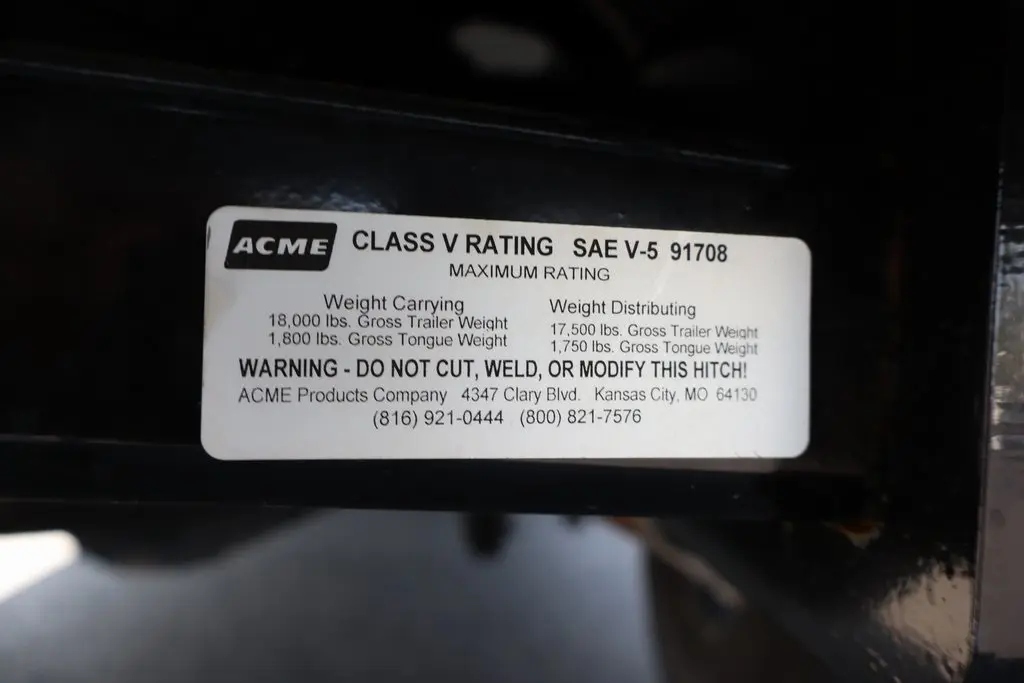 ACME CLASS V RATING SAE V-5 91708
MAXIMUM RATING
Weight Carrying Weight Distributing
18,000 lbs. Gross Trailer Weight 17,500 lbs. Gross Trailer Weight
1,800 lbs. Gross Tongue Weight 1,750 lbs. Gross Tongue Weight
WARNING - DO NOT CUT, WELD, OR MODIFY THIS HITCH!
ACME Products Company 4347 Clary Blvd. Kansas City, MO 64130
(816) 921-0444 (800) 821-7576